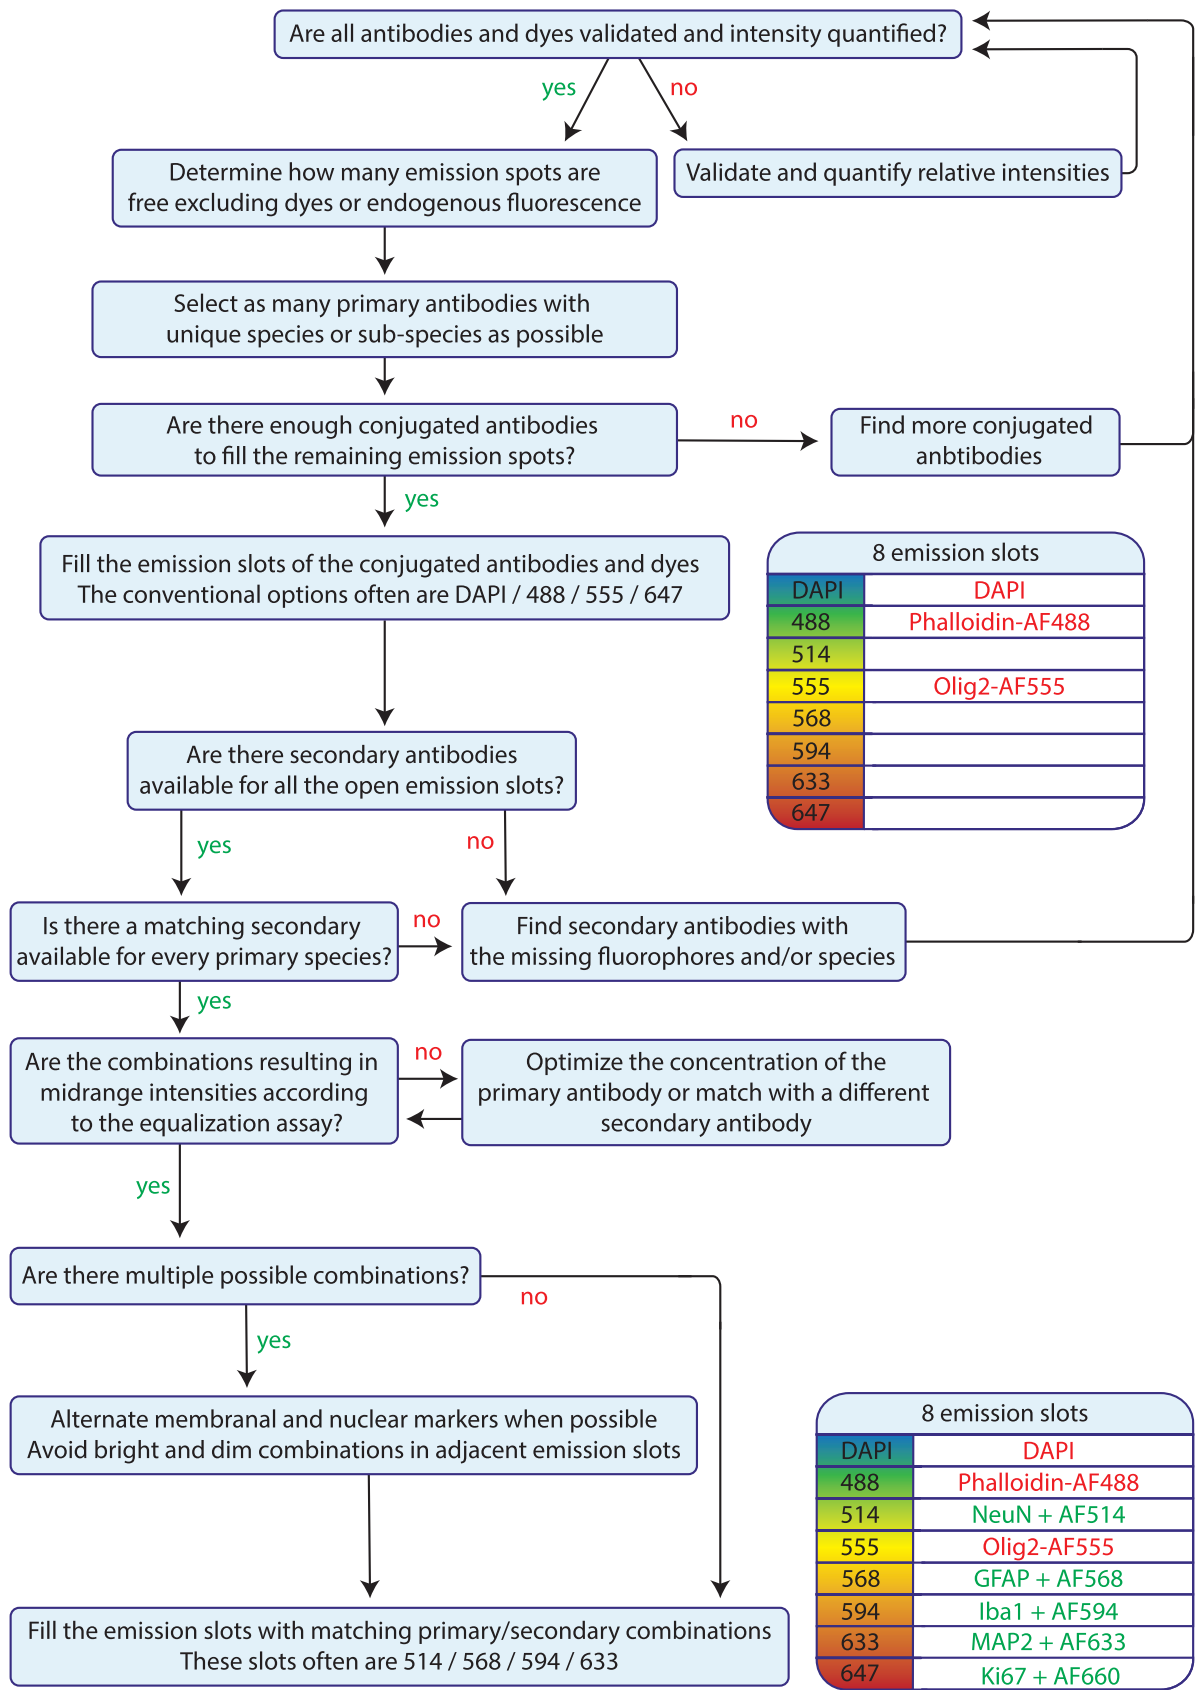 Are all antibodies and dyes validated and intensity quantified?
yes
no
Determine how many emission spots are
free excluding dyes or endogenous fluorescence
Validate and quantify relative intensities
Select as many primary antibodies with
unique species or sub-species as possible
Are there enough conjugated antibodies
to fill the remaining emission spots?
no
Find more conjugated
anbtibodies
yes
Fill the emission slots of the conjugated antibodies and dyes
The conventional options often are DAPI / 488 / 555 / 647
8 emission slots
DAPI DAPI
488 Phalloidin-AF488
514
555 Olig2-AF555
568
594
633
647
Are there secondary antibodies
available for all the open emission slots?
yes
no
Is there a matching secondary
available for every primary species?
no
Find secondary antibodies with
the missing fluorophores and/or species
yes
Are the combinations resulting in
midrange intensities according
to the equalization assay?
no
Optimize the concentration of the
primary antibody or match with a different
secondary antibody
yes
Are there multiple possible combinations?
no
yes
Alternate membranal and nuclear markers when possible
Avoid bright and dim combinations in adjacent emission slots
Fill the emission slots with matching primary/secondary combinations
These slots often are 514 / 568 / 594 / 633
8 emission slots
DAPI DAPI
488 Phalloidin-AF488
514 NeuN + AF514
555 Olig2-AF555
568 GFAP + AF568
594 Iba1 + AF594
633 MAP2 + AF633
647 Ki67 + AF660